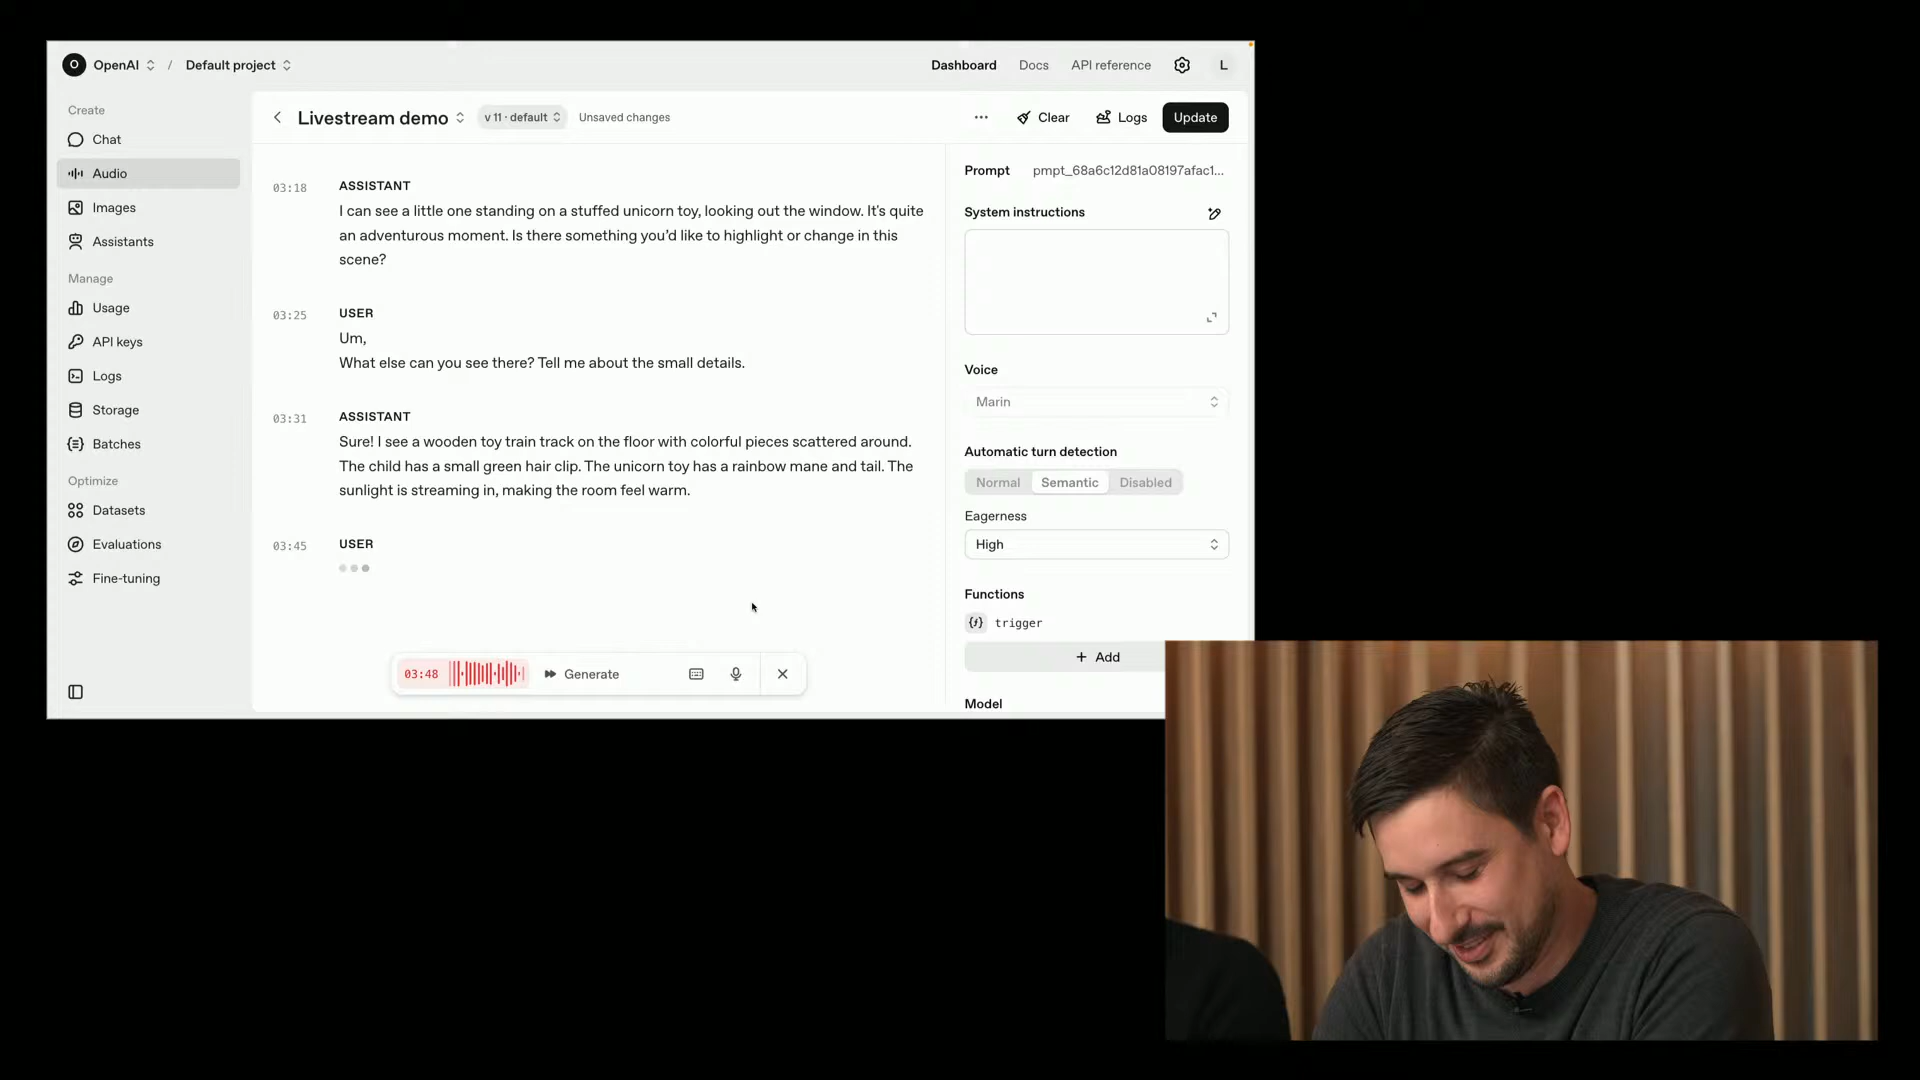 O OpenAI / Default project
Dashboard Docs API reference L
Create
Chat
Audio
Images
Assistants
Manage
Usage
API keys
Logs
Storage
Batches
Optimize
Datasets
Evaluations
Fine-tuning
Livestream demo v 11 · default Unsaved changes
··· Clear Logs Update
03:18 ASSISTANT
I can see a little one standing on a stuffed unicorn toy, looking out the window. It's quite
an adventurous moment. Is there something you’d like to highlight or change in this
scene?
03:25 USER
Um,
What else can you see there? Tell me about the small details.
03:31 ASSISTANT
Sure! I see a wooden toy train track on the floor with colorful pieces scattered around.
The child has a small green hair clip. The unicorn toy has a rainbow mane and tail. The
sunlight is streaming in, making the room feel warm.
03:45 USER
03:48 Generate
Prompt pmpt_68a6c12d81a08197afac1...
System instructions
Voice
Marin
Automatic turn detection
Normal Semantic Disabled
Eagerness
High
Functions
trigger
+ Add
Model